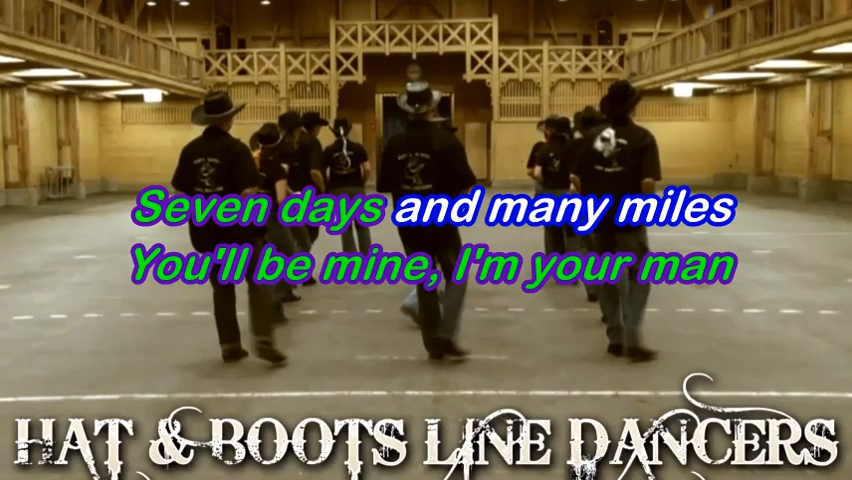 Seven days and many miles
You'll be mine, I'm your man
HAT & BOOTS LINE DANCERS